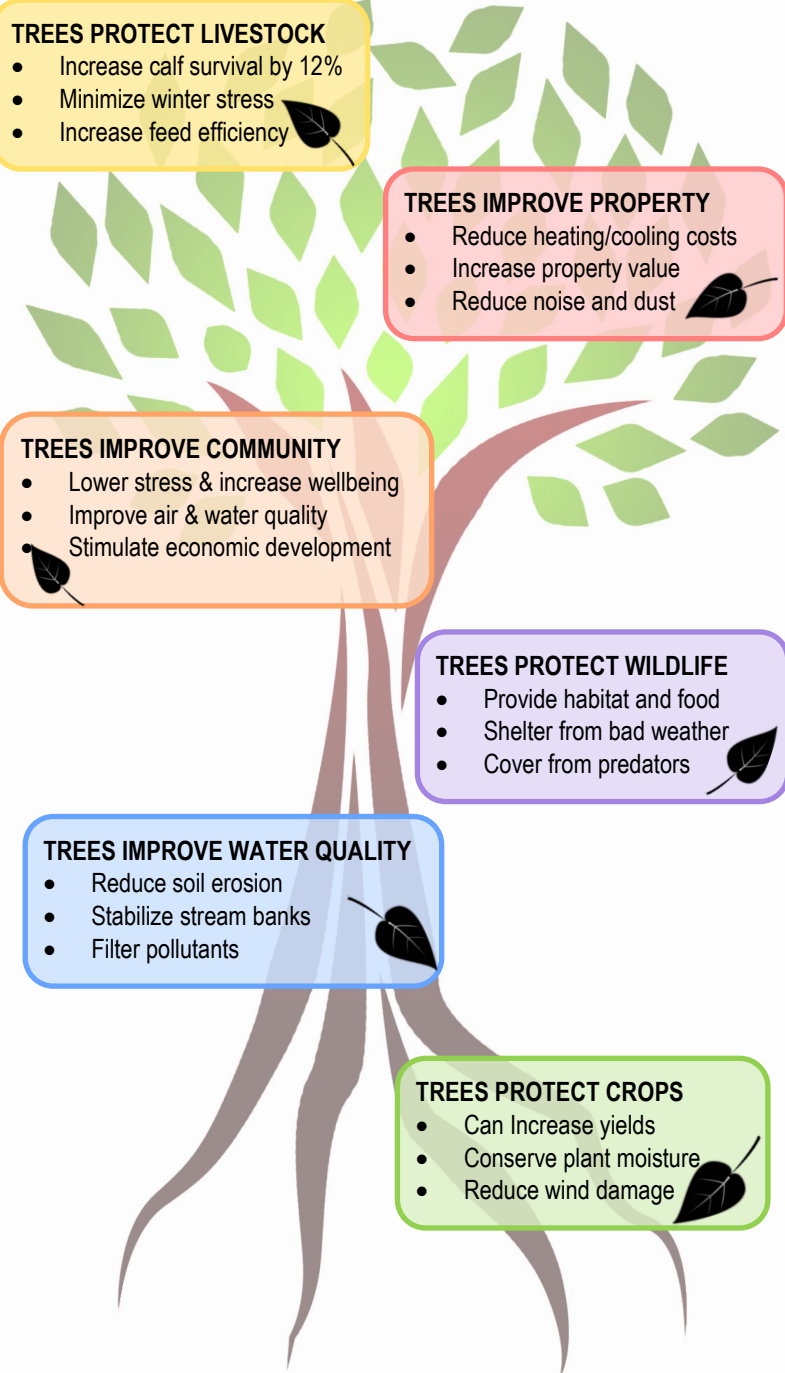 TREES PROTECT LIVESTOCK
• Increase calf survival by 12%
• Minimize winter stress
• Increase feed efficiency
TREES IMPROVE PROPERTY
• Reduce heating/cooling costs
• Increase property value
• Reduce noise and dust
TREES IMPROVE COMMUNITY
• Lower stress & increase wellbeing
• Improve air & water quality
• Stimulate economic development
TREES PROTECT WILDLIFE
• Provide habitat and food
• Shelter from bad weather
• Cover from predators
TREES IMPROVE WATER QUALITY
• Reduce soil erosion
• Stabilize stream banks
• Filter pollutants
TREES PROTECT CROPS
• Can Increase yields
• Conserve plant moisture
• Reduce wind damage